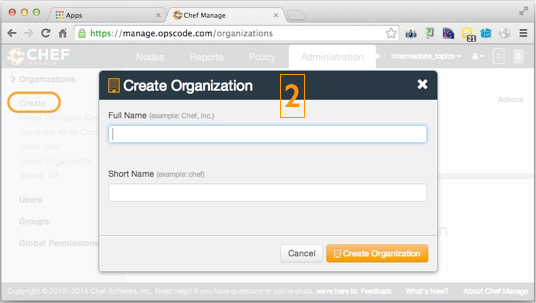 Apps
Chef Manage
https://manage.opscode.com/organizations
CHEF
MANAGE
Nodes
Reports
Policy
Administration
intermediate_topics
21
Organizations
Create
Actions
Reset Validation Key
Generate Knife Config
Invite User
Leave Organization
Starter Kit
Users
Groups
Global Permissions
Create Organization
2
Full Name (example: Chef, Inc.)
Short Name (example: chef)
Cancel
Create Organization
Copyright © 2012–2014 Chef Software, Inc. Need help? If you have questions or you're stuck, we're here to Feedback What's New? About Chef Manage